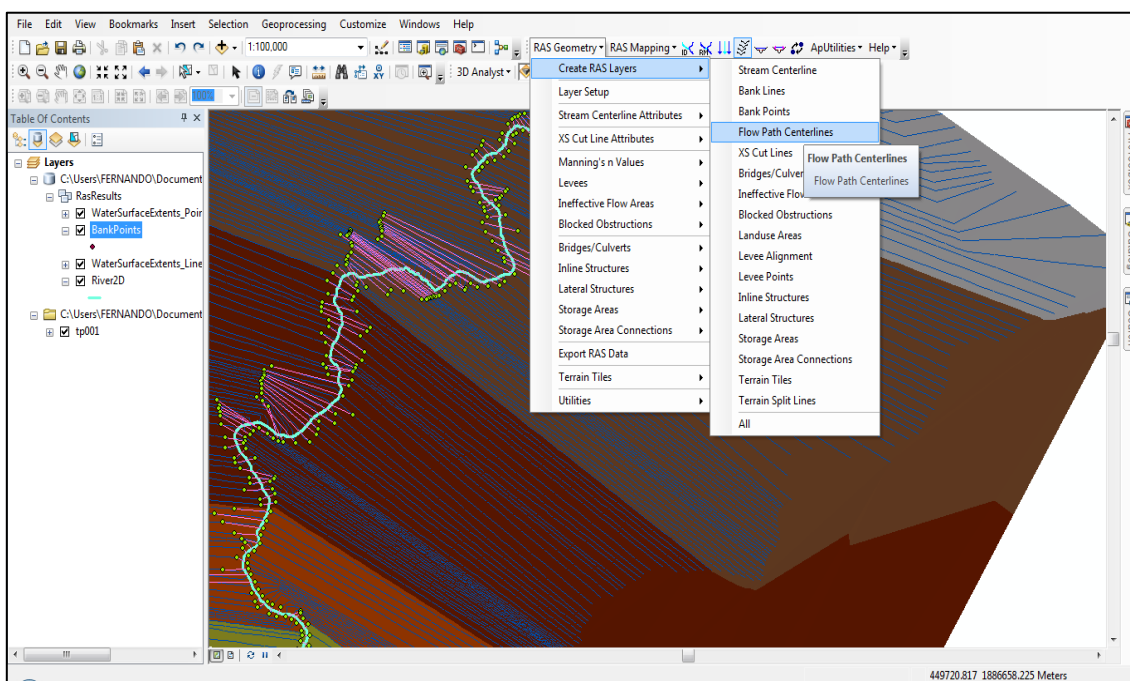 File Edit View Bookmarks Insert Selection Geoprocessing Customize Windows Help
1:100,000
RAS Geometry RAS Mapping ApUtilities Help
3D Analyst
100%
Table Of Contents
Layers
C:\Users\FERNANDO\Document
RasResults
WaterSurfaceExtents_Poir
BankPoints
WaterSurfaceExtents_Line
River2D
C:\Users\FERNANDO\Document
tp001
Create RAS Layers
Layer Setup
Stream Centerline Attributes
XS Cut Line Attributes
Manning's n Values
Levees
Ineffective Flow Areas
Blocked Obstructions
Bridges/Culverts
Inline Structures
Lateral Structures
Storage Areas
Storage Area Connections
Export RAS Data
Terrain Tiles
Utilities
Stream Centerline
Bank Lines
Bank Points
Flow Path Centerlines
XS Cut Lines
Bridges/Culver
Ineffective Flow
Blocked Obstructions
Landuse Areas
Levee Alignment
Levee Points
Inline Structures
Lateral Structures
Storage Areas
Storage Area Connections
Terrain Tiles
Terrain Split Lines
All
Flow Path Centerlines
Flow Path Centerlines
449720.817 1886658.225 Meters